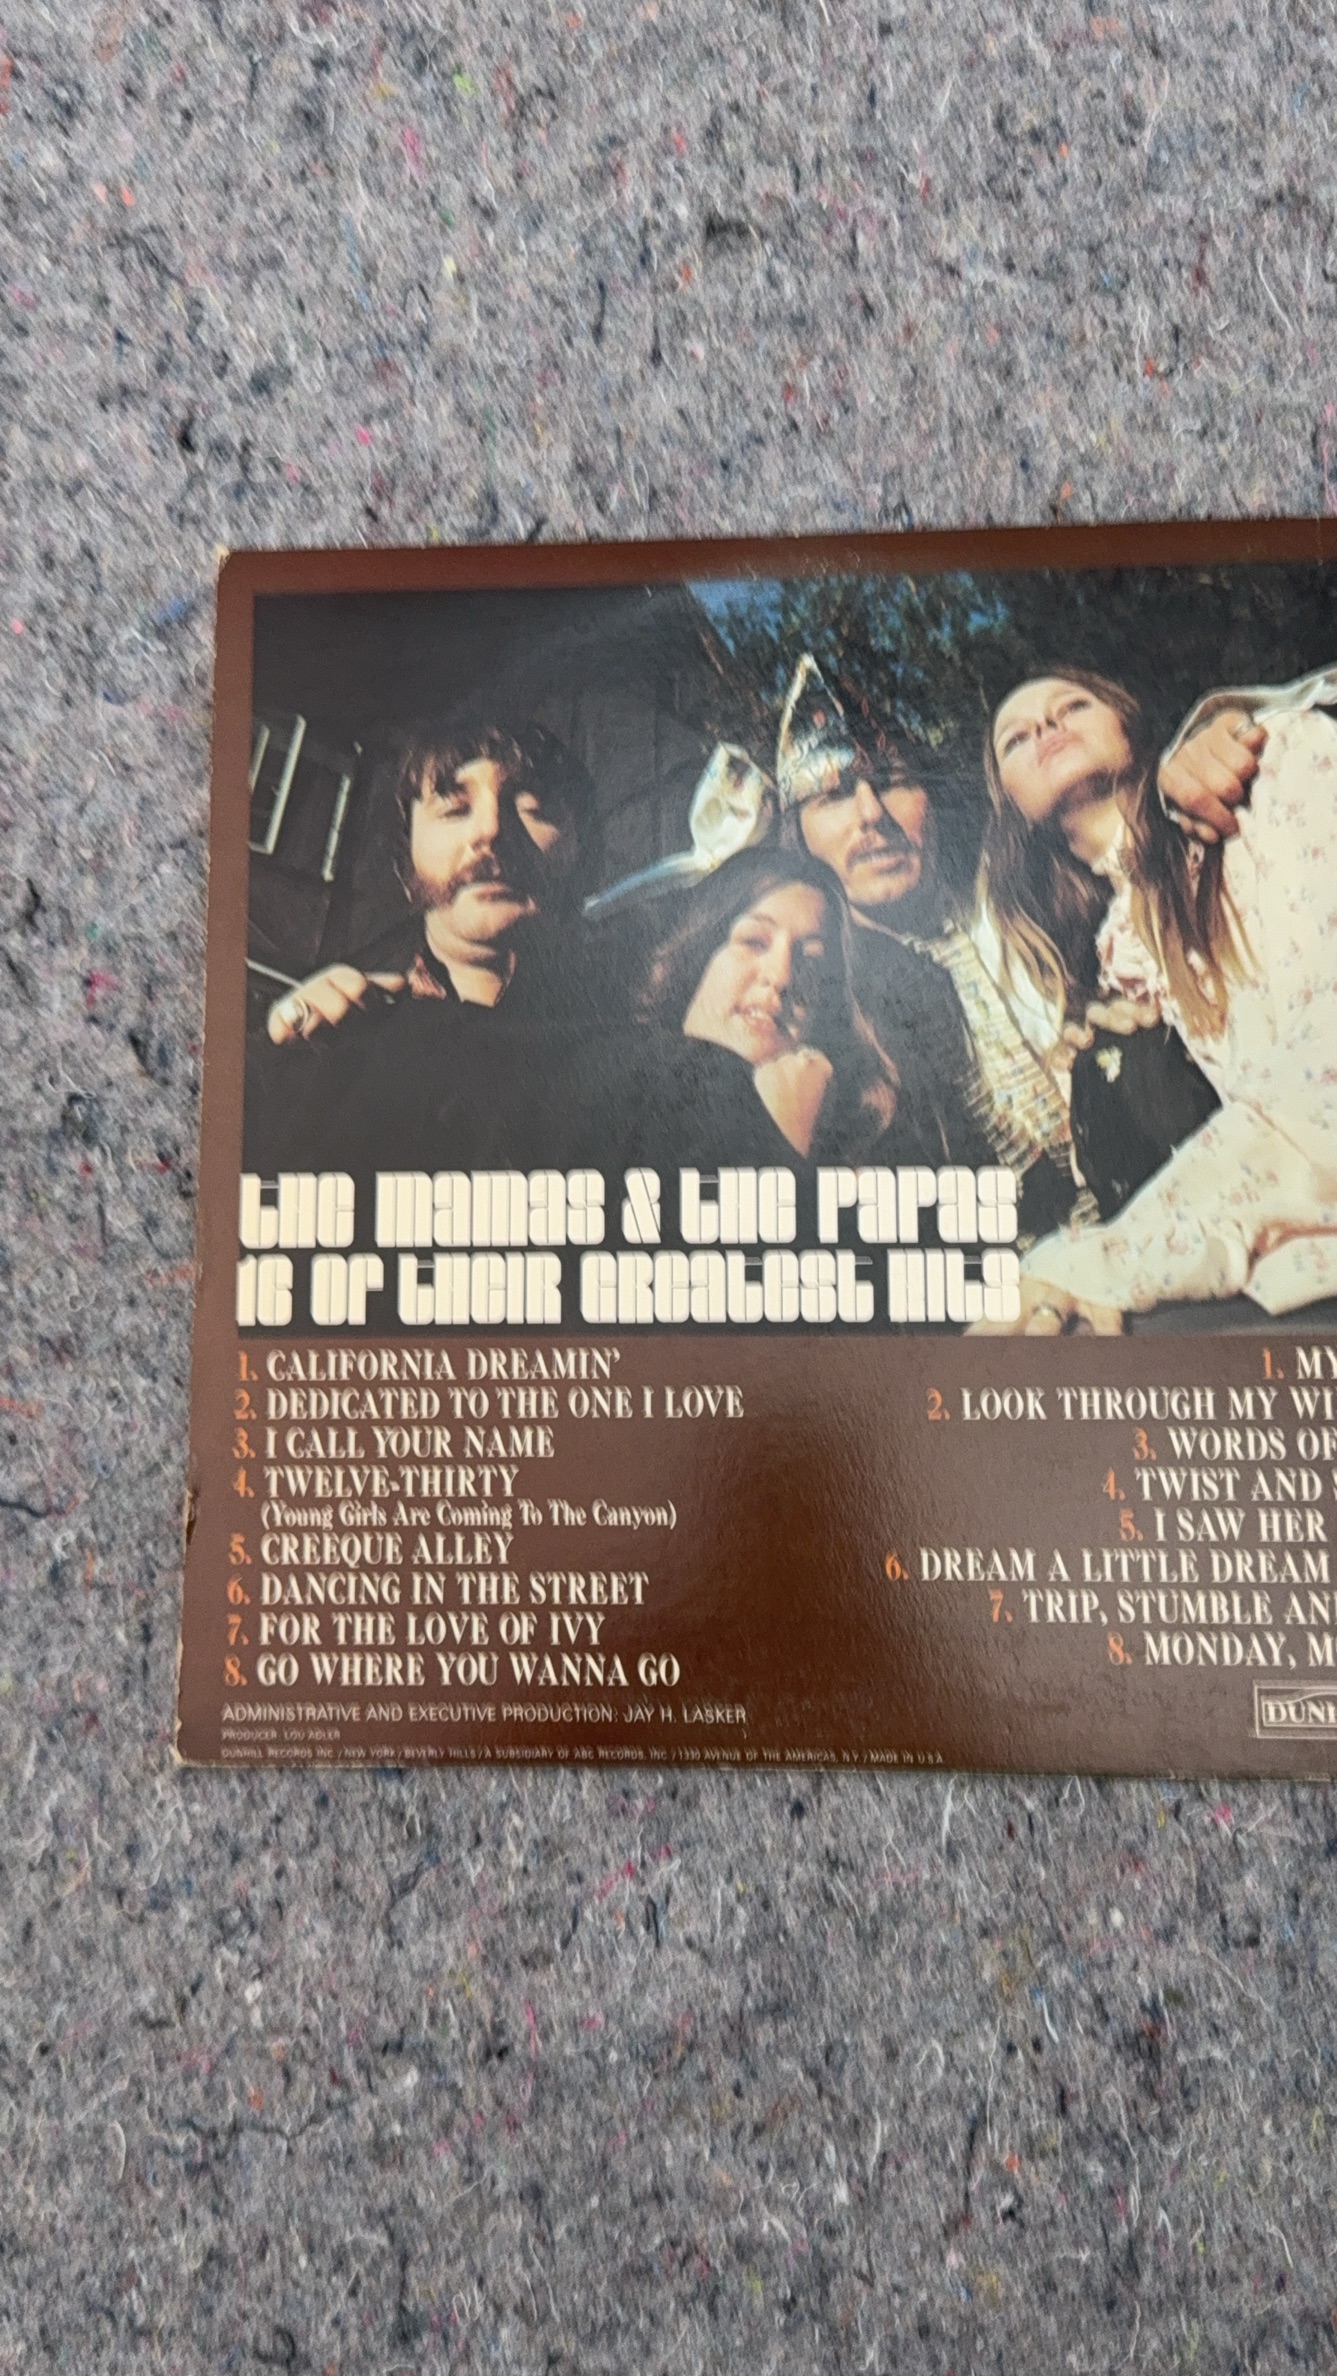 THE MAMAS & THE PAPAS
16 OF THEIR GREATEST HITS
1. CALIFORNIA DREAMIN'
2. DEDICATED TO THE ONE I LOVE
3. I CALL YOUR NAME
4. TWELVE-THIRTY
(Young Girls Are Coming To The Canyon)
5. CREEQUE ALLEY
6. DANCING IN THE STREET
7. FOR THE LOVE OF IVY
8. GO WHERE YOU WANNA GO
1. MY
2. LOOK THROUGH MY WI
3. WORDS OF
4. TWIST AND S
5. I SAW HER
6. DREAM A LITTLE DREAM
7. TRIP, STUMBLE AN
8. MONDAY, M
ADMINISTRATIVE AND EXECUTIVE PRODUCTION: JAY H. LASKER
PRODUCER: LOU ADLER
DUNHILL RECORDS INC. / NEW YORK / BEVERLY HILLS / A SUBSIDIARY OF ABC RECORDS, INC. / 1330 AVENUE OF THE AMERICAS, N.Y. / MADE IN U.S.A.
DUNH